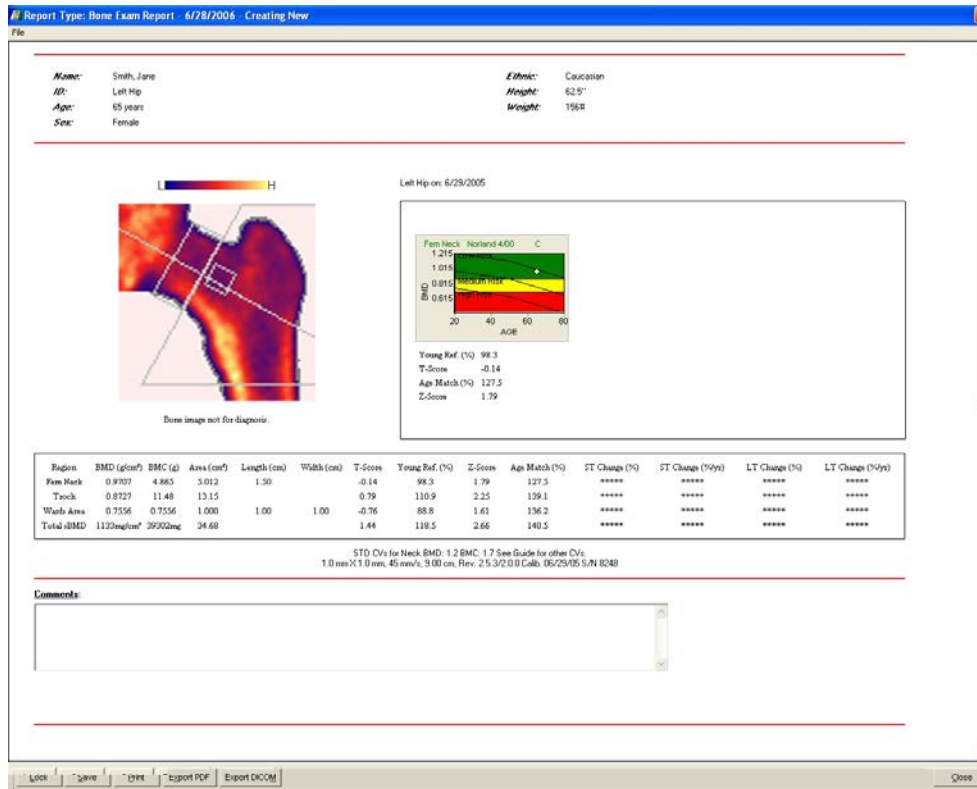 Report Type: Bone Exam Report - 6/28/2006 - Creating New
File
Name: Smith, Jane Ethnic: Caucasian
ID: Left Hip Height: 62.5"
Age: 65 years Weight: 156#
Sex: Female
L H
Left Hip on: 6/29/2005
Fem Neck Norland 4/00 C
1.215 Low Risk
1.015
0.815 Medium Risk
0.615 High Risk
BMD
20 40 60 80
AGE
Young Ref. (%) 98.3
T-Score -0.14
Age Match (%) 127.5
Z-Score 1.79
Bone image not for diagnosis.
Region BMD (g/cm²) BMC (g) Area (cm²) Length (cm) Width (cm) T-Score Young Ref. (%) Z-Score Age Match (%) ST Change (%) ST Change (%/yr) LT Change (%) LT Change (%/yr)
Fem Neck 0.9707 4.865 5.012 1.50 -0.14 98.3 1.79 127.5 ***** ***** ***** *****
Troch 0.8727 11.48 13.15 0.79 110.9 2.25 139.1 ***** ***** ***** *****
Wards Area 0.7556 0.7556 1.000 1.00 1.00 -0.76 88.8 1.61 136.2 ***** ***** ***** *****
Total sBMD 1133mg/cm² 39302mg 34.68 1.44 118.5 2.66 140.5 ***** ***** ***** *****
STD CVs for Neck BMD: 1.2 BMC: 1.7 See Guide for other CVs.
1.0 mm X 1.0 mm, 45 mm/s, 9.00 cm, Rev. 2.5.3/2.0.0 Calib. 06/29/05 S/N 8248
Comments:
Lock Save Print Export PDF Export DICOM Close